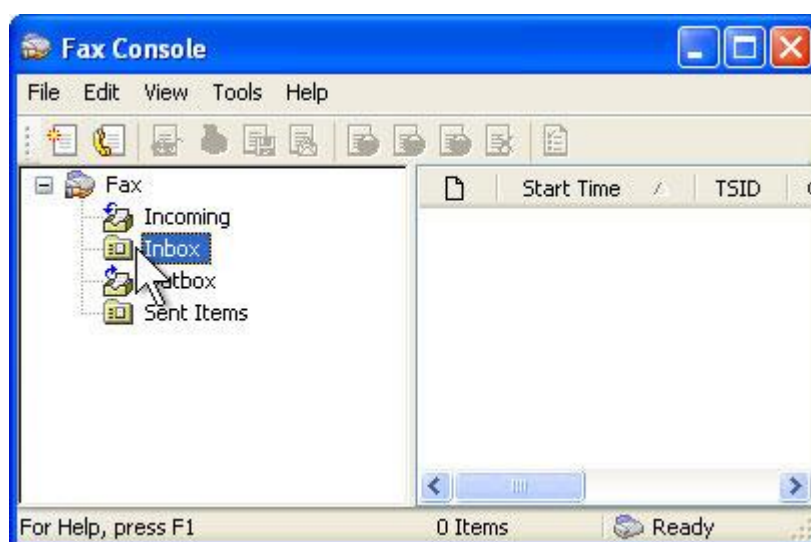 Fax Console
File Edit View Tools Help
Fax
Start Time TSID
Incoming
Inbox
Sent Items
For Help, press F1 0 Items Ready